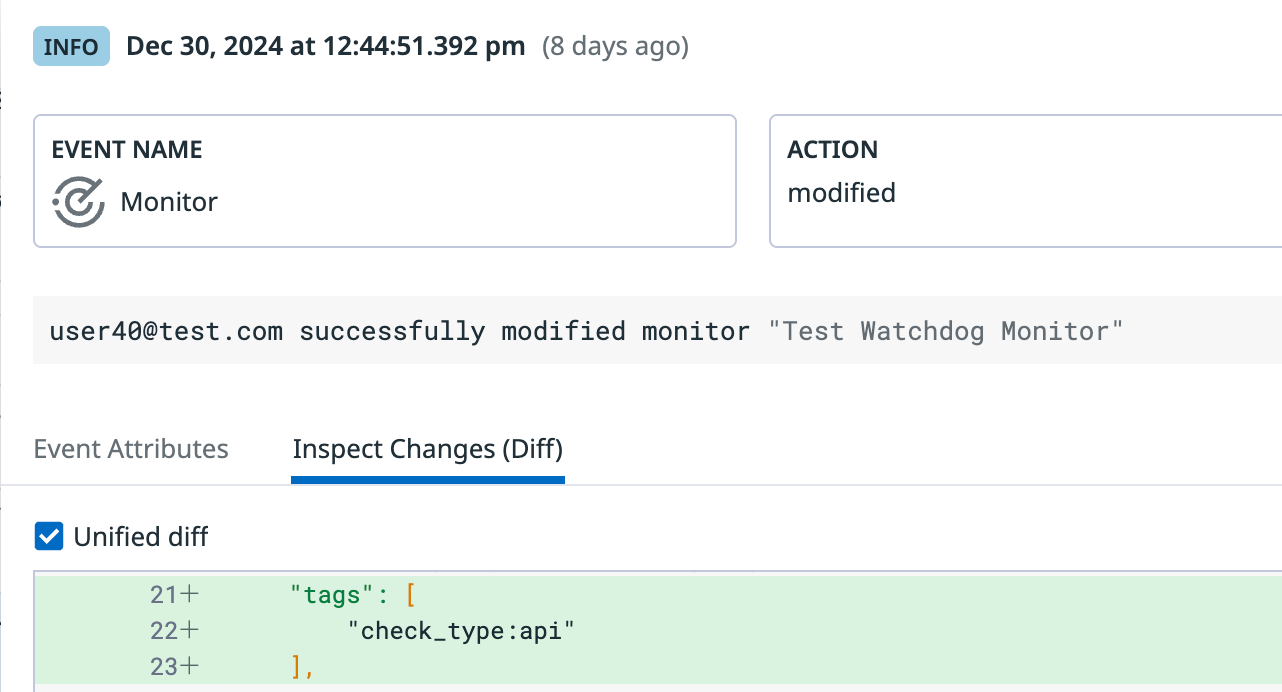 INFO Dec 30, 2024 at 12:44:51.392 pm (8 days ago)
EVENT NAME
Monitor
ACTION
modified
user40@test.com successfully modified monitor "Test Watchdog Monitor"
Event Attributes Inspect Changes (Diff)
Unified diff
21+ "tags": [
22+ "check_type:api"
23+ ],